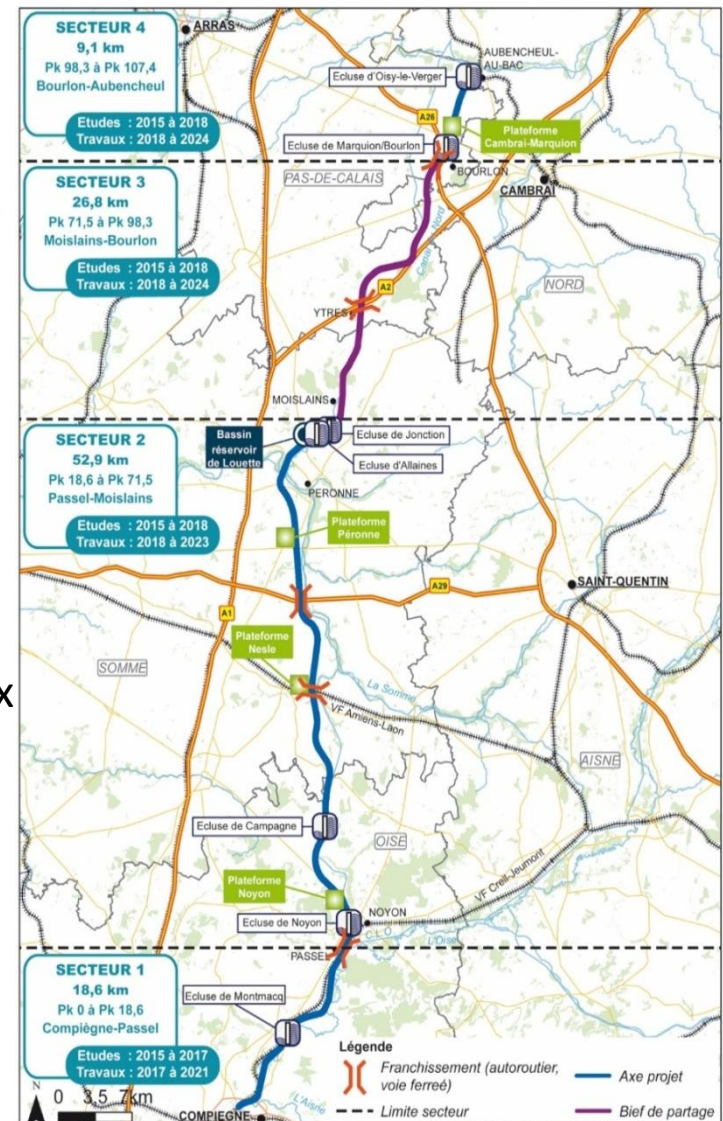 SECTEUR 4
9,1 km
Pk 98,3 à Pk 107,4
Bourlon-Aubencheul
Etudes : 2015 à 2018
Travaux : 2018 à 2024
ARRAS
AUBENCHEUL-
AU-BAC
Ecluse d'Oisy-le-Verger
A26
Plateforme
Cambrai-Marquion
Ecluse de Marquion/Bourlon
BOURLON
CAMBRAI
PAS-DE-CALAIS
SECTEUR 3
26,8 km
Pk 71,5 à Pk 98,3
Moislains-Bourlon
Etudes : 2015 à 2018
Travaux : 2018 à 2024
Canal du Nord
A2
NORD
YTRES
MOISLAINS
SECTEUR 2
52,9 km
Pk 18,6 à Pk 71,5
Passel-Moislains
Etudes : 2015 à 2018
Travaux : 2018 à 2023
Bassin
réservoir
de Louette
Ecluse de Jonction
Ecluse d'Allaines
PERONNE
Plateforme
Péronne
A29
SAINT-QUENTIN
A1
Plateforme
Nesle
SOMME
La Somme
x
VF Amiens-Laon
AISNE
Ecluse de Campagne
OISE
Plateforme
Noyon
VF Creil-Jeumont
Ecluse de Noyon
NOYON
C L O
L'Oise
PASSEL
SECTEUR 1
18,6 km
Pk 0 à Pk 18,6
Compiègne-Passel
Etudes : 2015 à 2017
Travaux : 2017 à 2021
Ecluse de Montmacq
Légende
Franchissement (autoroutier,
voie ferreé)
Axe projet
Limite secteur
Bief de partage
N
0 3,5 7km
L'Aisne
COMPIEGNE